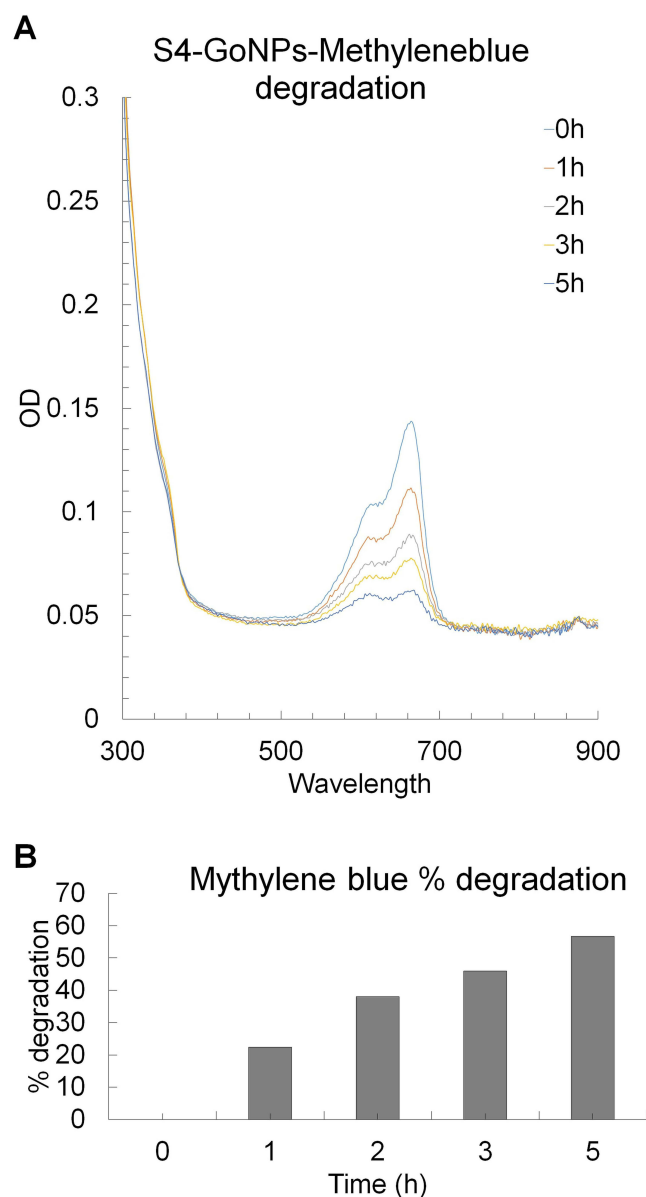 A
S4-GoNPs-Methyleneblue
degradation
0.3
0.25
0.2
0.15
0.1
0.05
0
OD
0h
1h
2h
3h
5h
300
500
700
900
Wavelength
B
Mythylene blue % degradation
70
60
50
40
30
20
10
0
% degradation
0
1
2
3
5
Time (h)